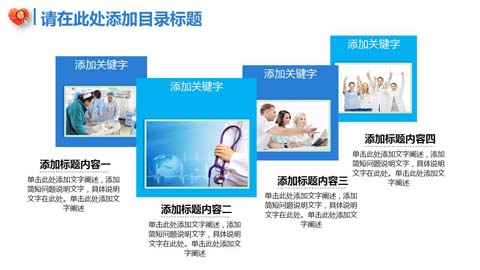 请在此处添加目录标题
添加关键字
添加关键字
添加关键字
添加关键字
添加标题内容一
单击此处添加文字阐述，添加
简短问题说明文字，具体说明
文字在此处。单击此处添加文
字阐述
添加标题内容二
单击此处添加文字阐述，添加
简短问题说明文字，具体说明
文字在此处。单击此处添加文
字阐述
添加标题内容三
单击此处添加文字阐述，添加
简短问题说明文字，具体说明
文字在此处。单击此处添加文
字阐述
添加标题内容四
单击此处添加文字阐述，添加
简短问题说明文字，具体说明
文字在此处。单击此处添加文
字阐述